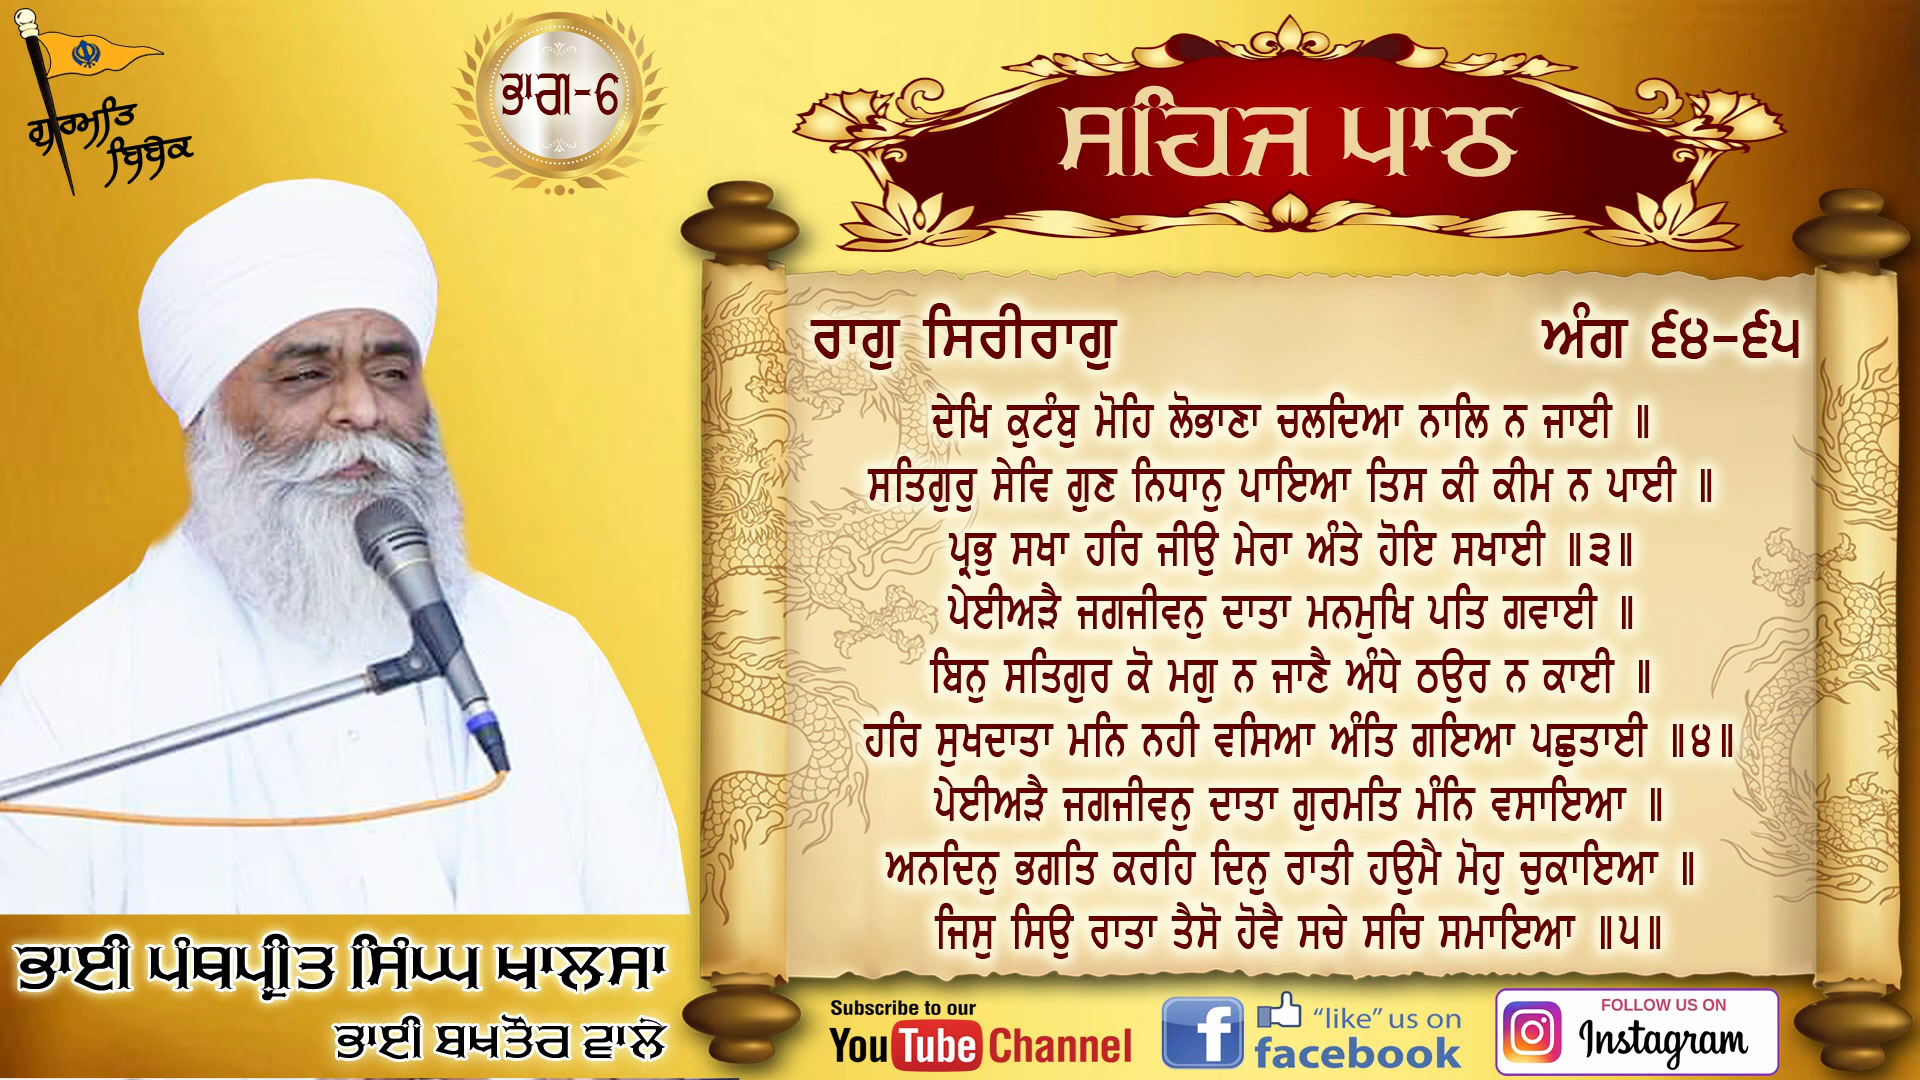 ਗੁਰਮਤਿ
ਬਿਬੇਕ
ਭਾਗ-6
ਸਹਿਜ ਪਾਠ
ਰਾਗੁ ਸਿਰੀਰਾਗੁ
ਅੰਗ ੬੪-੬੫
ਦੇਖਿ ਕੁਟੰਬੁ ਮੋਹਿ ਲੋਭਾਣਾ ਚਲਦਿਆ ਨਾਲਿ ਨ ਜਾਈ ॥
ਸਤਿਗੁਰੁ ਸੇਵਿ ਗੁਣ ਨਿਧਾਨੁ ਪਾਇਆ ਤਿਸ ਕੀ ਕੀਮ ਨ ਪਾਈ ॥
ਪ੍ਰਭੁ ਸਖਾ ਹਰਿ ਜੀਉ ਮੇਰਾ ਅੰਤੇ ਹੋਇ ਸਖਾਈ ॥੩॥
ਪੇਈਅੜੈ ਜਗਜੀਵਨੁ ਦਾਤਾ ਮਨਮੁਖਿ ਪਤਿ ਗਵਾਈ ॥
ਬਿਨੁ ਸਤਿਗੁਰ ਕੋ ਮਗੁ ਨ ਜਾਣੈ ਅੰਧੇ ਠਉਰ ਨ ਕਾਈ ॥
ਹਰਿ ਸੁਖਦਾਤਾ ਮਨਿ ਨਹੀ ਵਸਿਆ ਅੰਤਿ ਗਇਆ ਪਛੁਤਾਈ ॥੪॥
ਪੇਈਅੜੈ ਜਗਜੀਵਨੁ ਦਾਤਾ ਗੁਰਮਤਿ ਮੰਨਿ ਵਸਾਇਆ ॥
ਅਨਦਿਨੁ ਭਗਤਿ ਕਰਹਿ ਦਿਨੁ ਰਾਤੀ ਹਉਮੈ ਮੋਹੁ ਚੁਕਾਇਆ ॥
ਜਿਸੁ ਸਿਉ ਰਾਤਾ ਤੈਸੋ ਹੋਵੈ ਸਚੇ ਸਚਿ ਸਮਾਇਆ ॥੫॥
ਭਾਈ ਪੰਥਪ੍ਰੀਤ ਸਿੰਘ ਖਾਲਸਾ
ਭਾਈ ਬਖਤੌਰ ਵਾਲੇ
Subscribe to our
YouTube Channel
"like" us on
facebook
FOLLOW US ON
Instagram